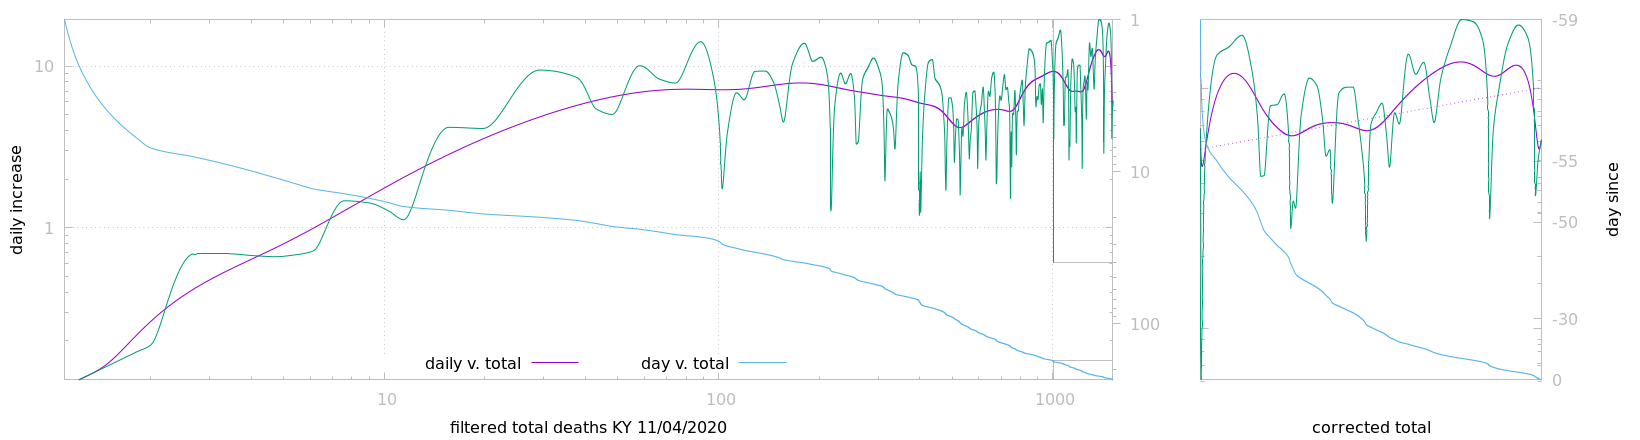 1 -59
10
10
-55
-50
1
daily increase
day since
100
-30
daily v. total day v. total
0
10 100 1000
filtered total deaths KY 11/04/2020 corrected total